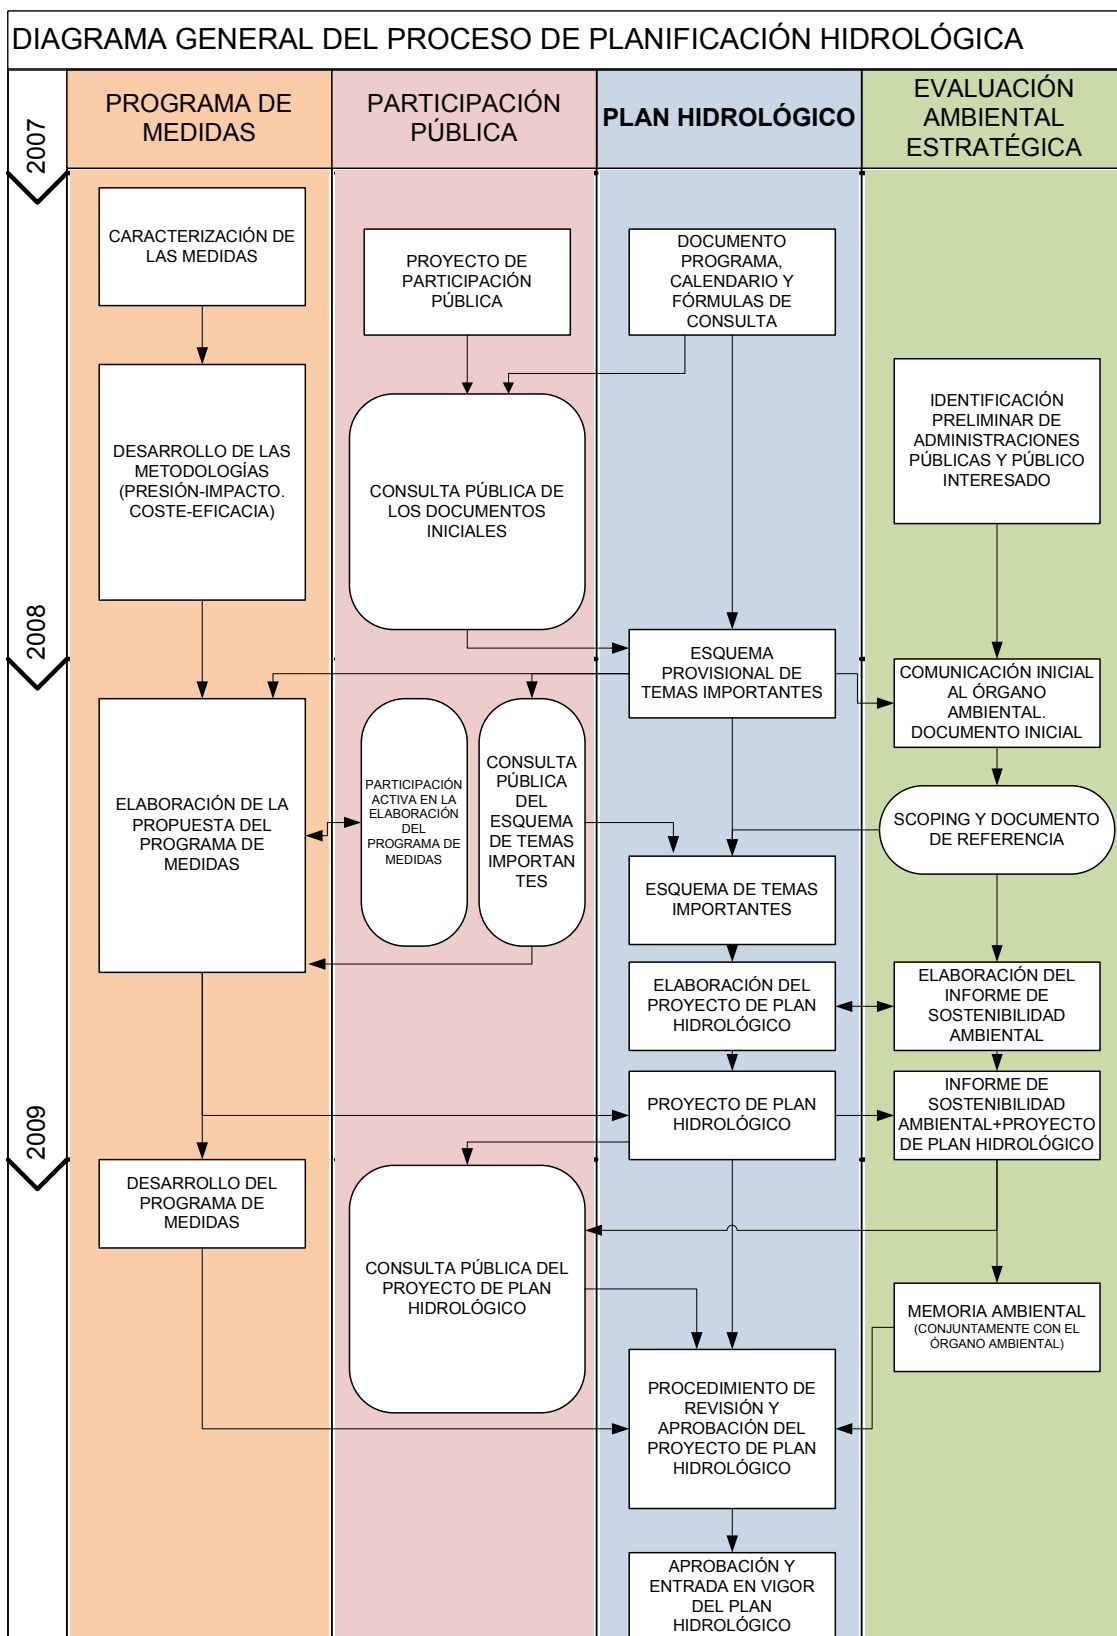 DIAGRAMA GENERAL DEL PROCESO DE PLANIFICACIÓN HIDROLÓGICA
2007
PROGRAMA DE
MEDIDAS
PARTICIPACIÓN
PÚBLICA
PLAN HIDROLÓGICO
EVALUACIÓN
AMBIENTAL
ESTRATÉGICA
CARACTERIZACIÓN DE
LAS MEDIDAS
PROYECTO DE
PARTICIPACIÓN
PÚBLICA
DOCUMENTO
PROGRAMA,
CALENDARIO Y
FÓRMULAS DE
CONSULTA
IDENTIFICACIÓN
PRELIMINAR DE
ADMINISTRACIONES
PÚBLICAS Y PÚBLICO
INTERESADO
DESARROLLO DE LAS
METODOLOGÍAS
(PRESIÓN-IMPACTO.
COSTE-EFICACIA)
CONSULTA PÚBLICA DE
LOS DOCUMENTOS
INICIALES
2008
ESQUEMA
PROVISIONAL DE
TEMAS IMPORTANTES
COMUNICACIÓN INICIAL
AL ÓRGANO
AMBIENTAL.
DOCUMENTO INICIAL
ELABORACIÓN DE LA
PROPUESTA DEL
PROGRAMA DE
MEDIDAS
PARTICIPACIÓN
ACTIVA EN LA
ELABORACIÓN
DEL
PROGRAMA DE
MEDIDAS
CONSULTA
PÚBLICA
DEL
ESQUEMA
DE TEMAS
IMPORTAN
TES
SCOPING Y DOCUMENTO
DE REFERENCIA
ESQUEMA DE TEMAS
IMPORTANTES
ELABORACIÓN DEL
PROYECTO DE PLAN
HIDROLÓGICO
ELABORACIÓN DEL
INFORME DE
SOSTENIBILIDAD
AMBIENTAL
2009
PROYECTO DE PLAN
HIDROLÓGICO
INFORME DE
SOSTENIBILIDAD
AMBIENTAL+PROYECTO
DE PLAN HIDROLÓGICO
DESARROLLO DEL
PROGRAMA DE
MEDIDAS
CONSULTA PÚBLICA DEL
PROYECTO DE PLAN
HIDROLÓGICO
MEMORIA AMBIENTAL
(CONJUNTAMENTE CON EL
ÓRGANO AMBIENTAL)
PROCEDIMIENTO DE
REVISIÓN Y
APROBACIÓN DEL
PROYECTO DE PLAN
HIDROLÓGICO
APROBACIÓN Y
ENTRADA EN VIGOR
DEL PLAN
HIDROLÓGICO